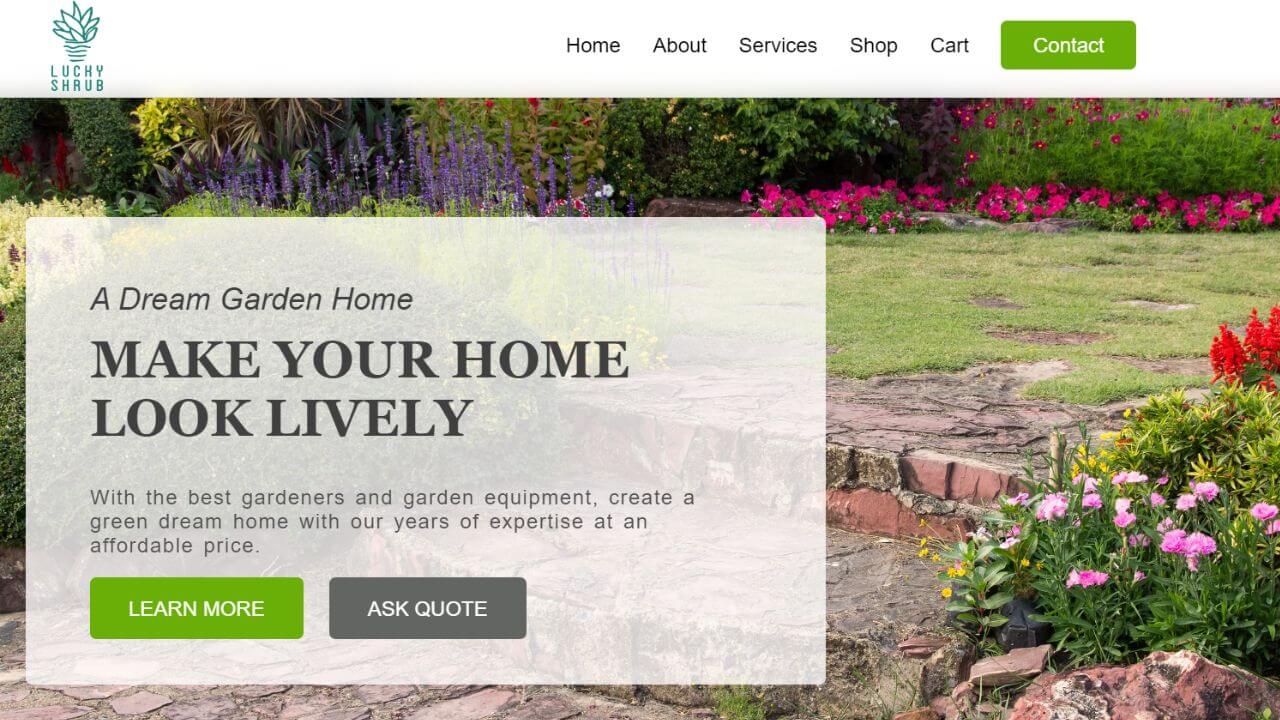 LUCKY
SHRUB
Home About Services Shop Cart Contact
A Dream Garden Home
MAKE YOUR HOME
LOOK LIVELY
With the best gardeners and garden equipment, create a
green dream home with our years of expertise at an
affordable price.
LEARN MORE ASK QUOTE